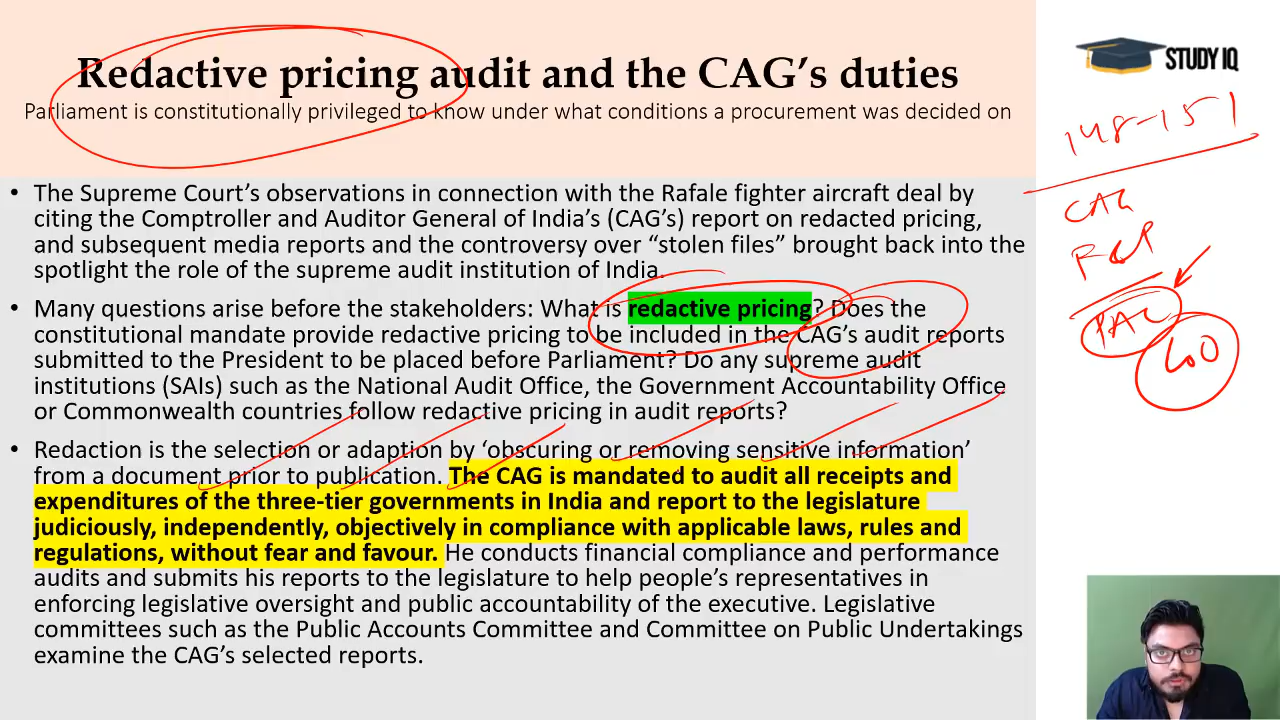 Redactive pricing audit and the CAG's duties
Parliament is constitutionally privileged to know under what conditions a procurement was decided on
STUDY IQ
148-151
CAG
PAC
• The Supreme Court's observations in connection with the Rafale fighter aircraft deal by
citing the Comptroller and Auditor General of India's (CAG's) report on redacted pricing,
and subsequent media reports and the controversy over “stolen files” brought back into the
spotlight the role of the supreme audit institution of India.
• Many questions arise before the stakeholders: What is redactive pricing? Does the
constitutional mandate provide redactive pricing to be included in the CAG's audit reports
submitted to the President to be placed before Parliament? Do any supreme audit
institutions (SAIs) such as the National Audit Office, the Government Accountability Office
or Commonwealth countries follow redactive pricing in audit reports?
• Redaction is the selection or adaption by ‘obscuring or removing sensitive information’
from a document prior to publication. The CAG is mandated to audit all receipts and
expenditures of the three-tier governments in India and report to the legislature
judiciously, independently, objectively in compliance with applicable laws, rules and
regulations, without fear and favour. He conducts financial compliance and performance
audits and submits his reports to the legislature to help people's representatives in
enforcing legislative oversight and public accountability of the executive. Legislative
committees such as the Public Accounts Committee and Committee on Public Undertakings
examine the CAG's selected reports.